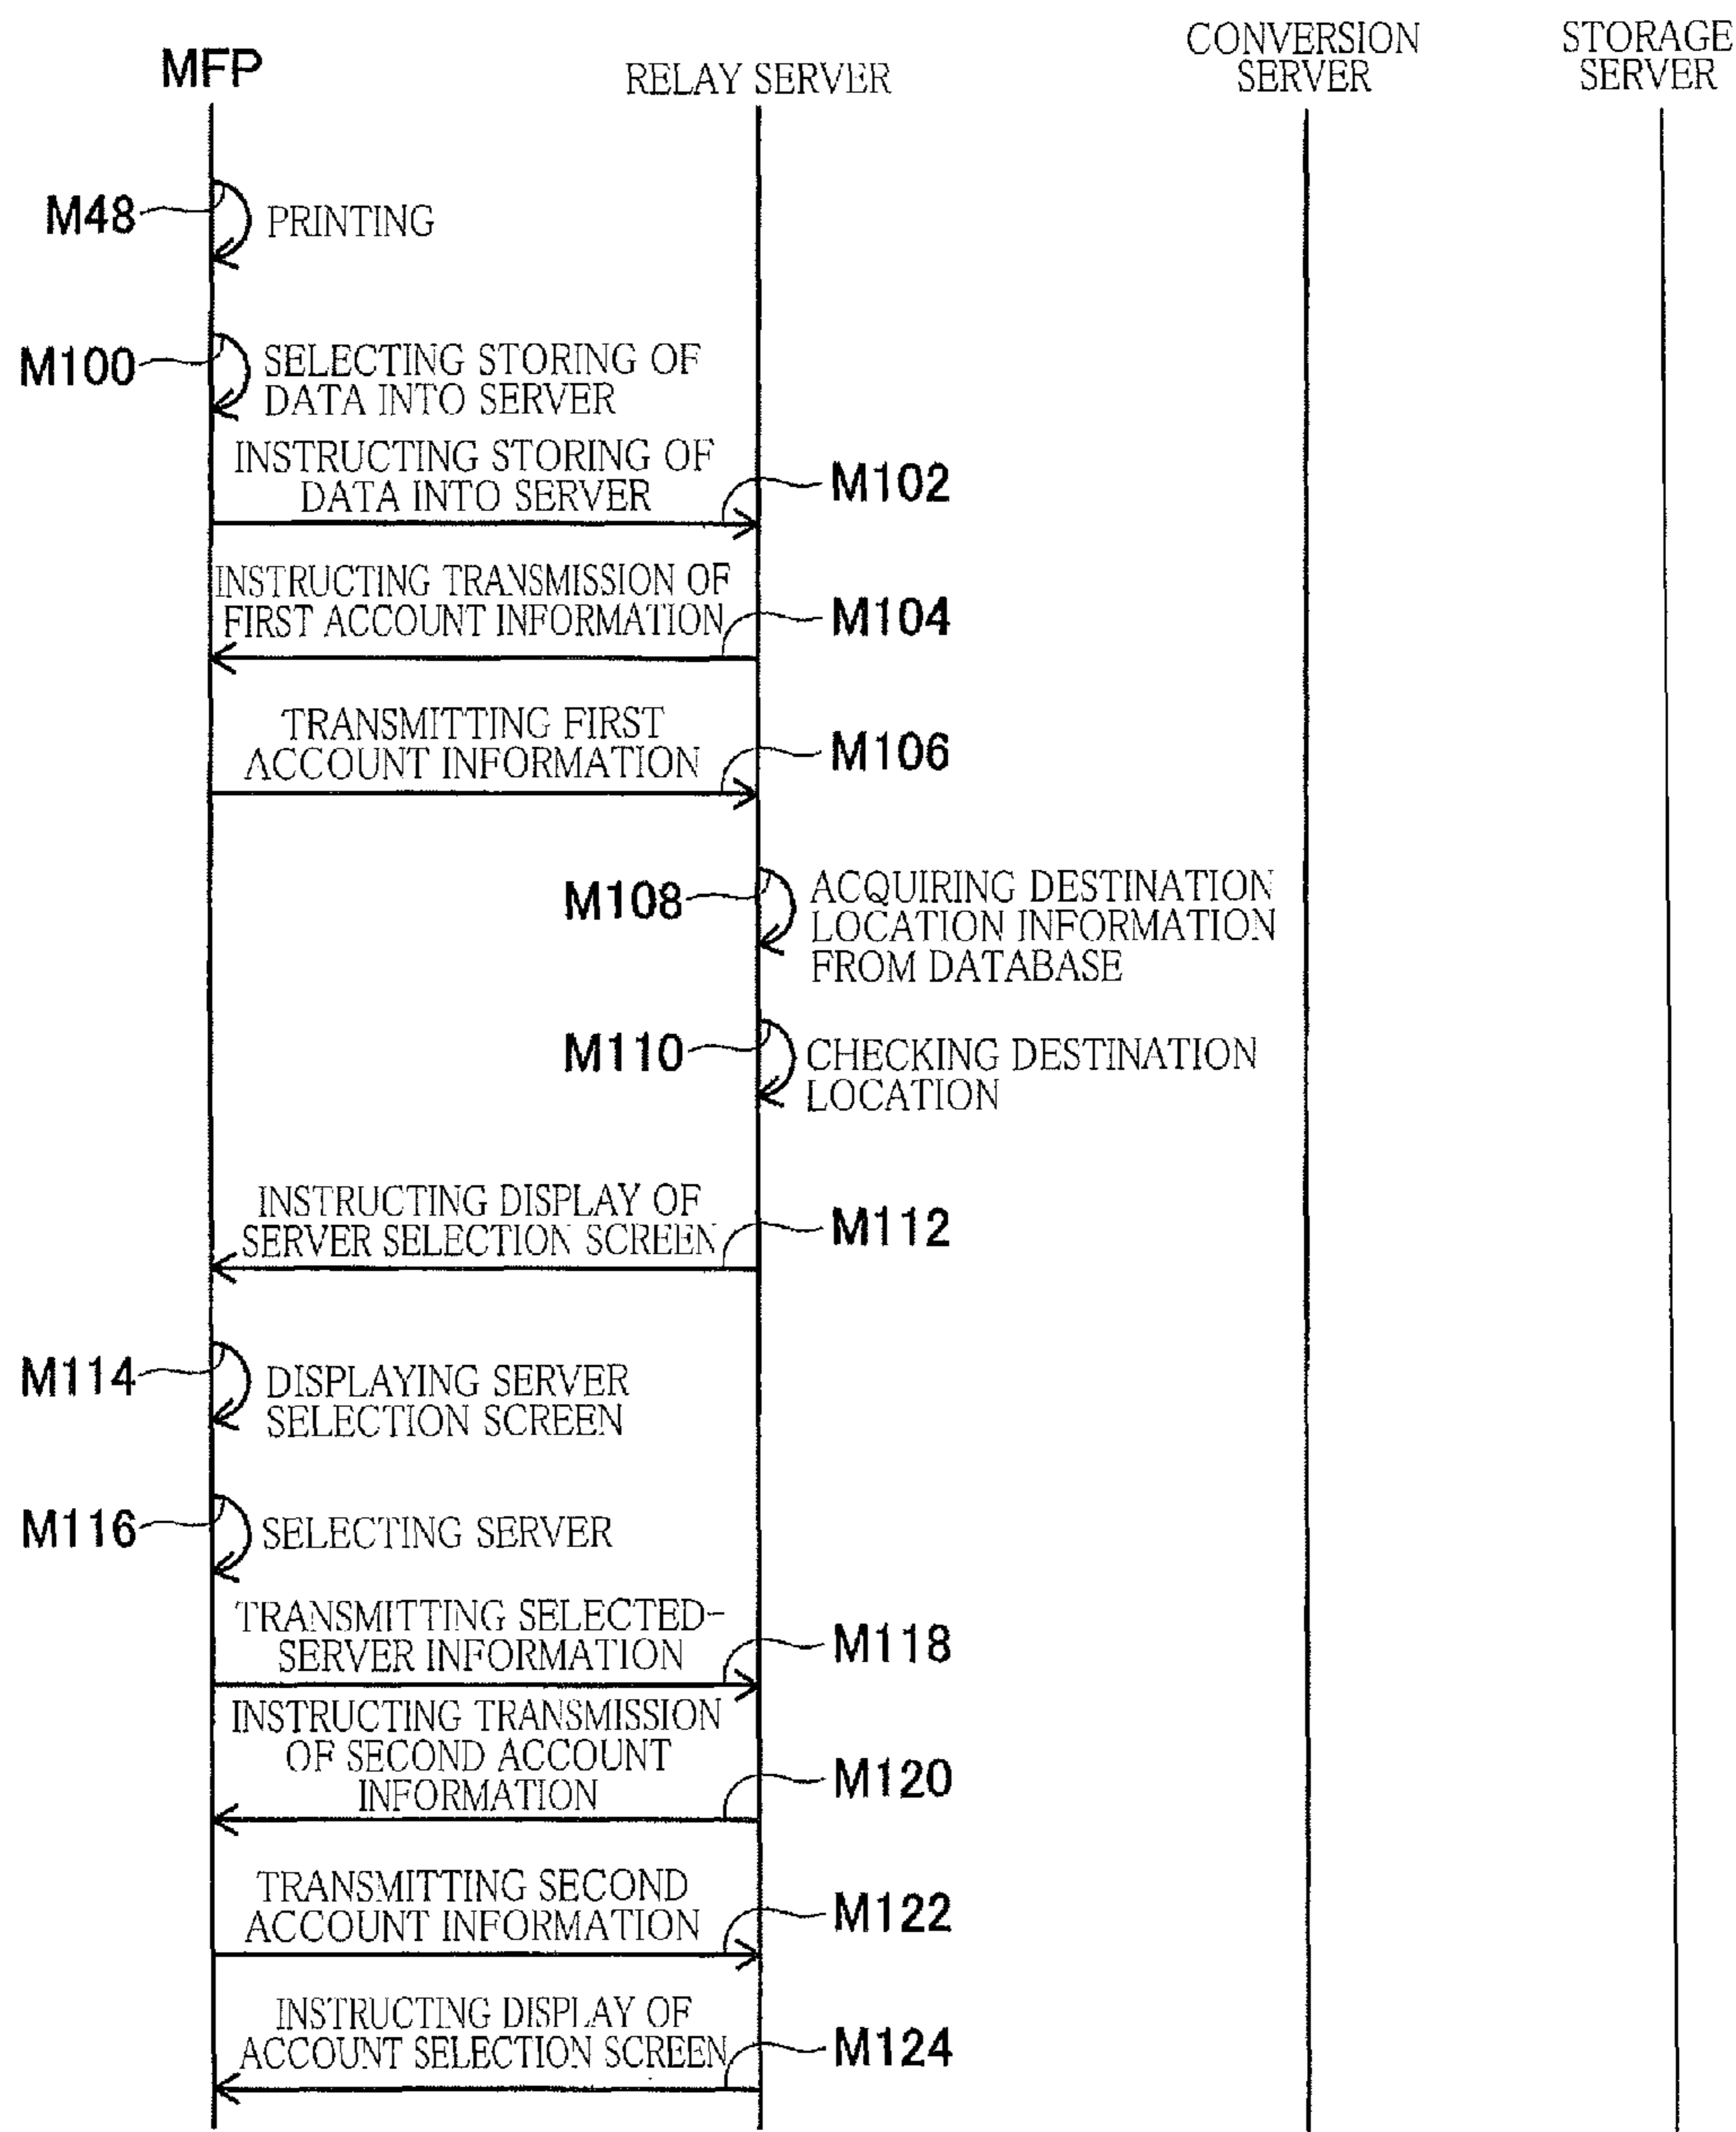 MFP
RELAY SERVER
CONVERSION
SERVER
STORAGE
SERVER
M48
PRINTING
M100
SELECTING STORING OF
DATA INTO SERVER
INSTRUCTING STORING OF
DATA INTO SERVER
M102
INSTRUCTING TRANSMISSION OF
FIRST ACCOUNT INFORMATION
M104
TRANSMITTING FIRST
ACCOUNT INFORMATION
M106
M108
ACQUIRING DESTINATION
LOCATION INFORMATION
FROM DATABASE
M110
CHECKING DESTINATION
LOCATION
INSTRUCTING DISPLAY OF
SERVER SELECTION SCREEN
M112
M114
DISPLAYING SERVER
SELECTION SCREEN
M116
SELECTING SERVER
TRANSMITTING SELECTED-
SERVER INFORMATION
M118
INSTRUCTING TRANSMISSION
OF SECOND ACCOUNT
INFORMATION
M120
TRANSMITTING SECOND
ACCOUNT INFORMATION
M122
INSTRUCTING DISPLAY OF
ACCOUNT SELECTION SCREEN
M124